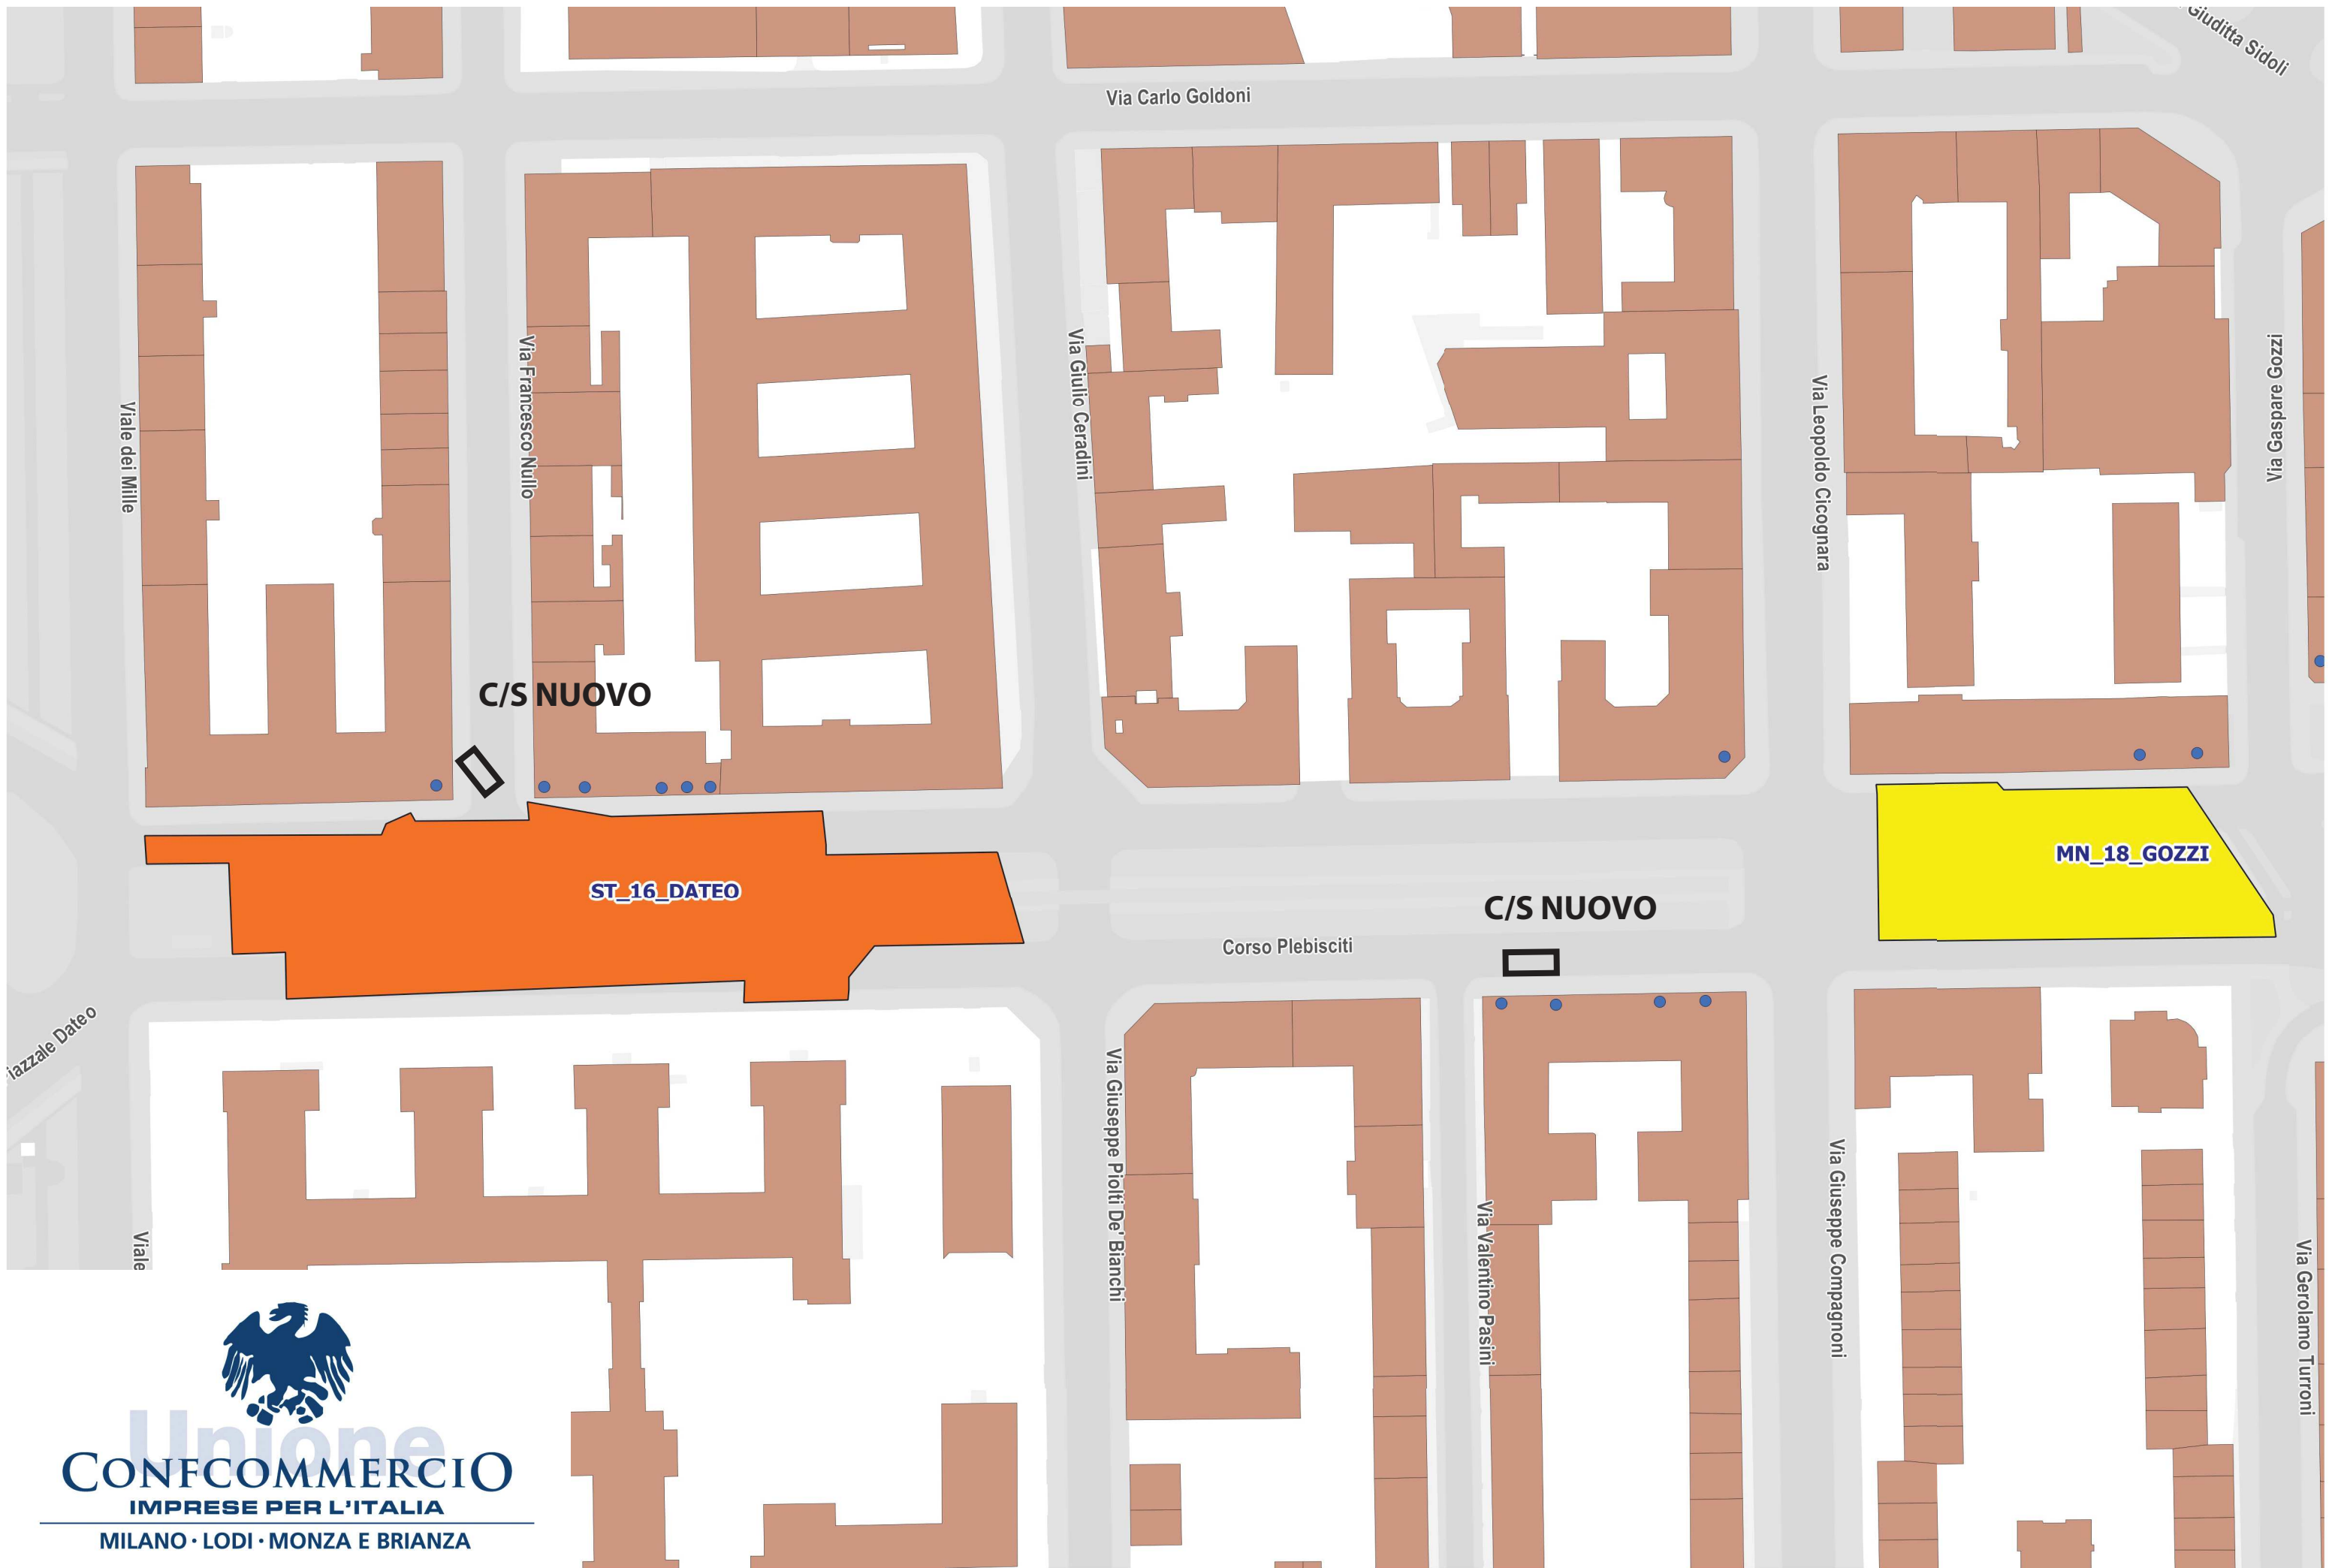 Giuditta Sidoli
Via Carlo Goldoni
Viale dei Mille
Via Francesco Nullo
Via Giulio Ceradini
Via Leopoldo Cicognara
Via Gaspare Gozzi
C/S NUOVO
ST_16_DATEO
MN_18_GOZZI
C/S NUOVO
Corso Plebisciti
iazzale Dateo
Viale
Via Giuseppe Piolti De' Bianchi
Via Valentino Pasini
Via Giuseppe Compagnoni
Via Gerolamo Turroni
Unione
CONFCOMMERCIO
IMPRESE PER L'ITALIA
MILANO · LODI · MONZA E BRIANZA